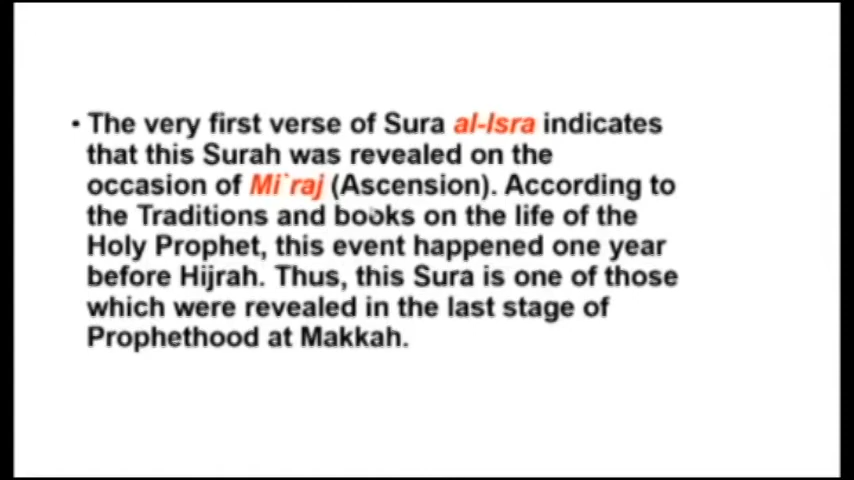 • The very first verse of Sura al-Isra indicates
that this Surah was revealed on the
occasion of Mi`raj (Ascension). According to
the Traditions and books on the life of the
Holy Prophet, this event happened one year
before Hijrah. Thus, this Sura is one of those
which were revealed in the last stage of
Prophethood at Makkah.